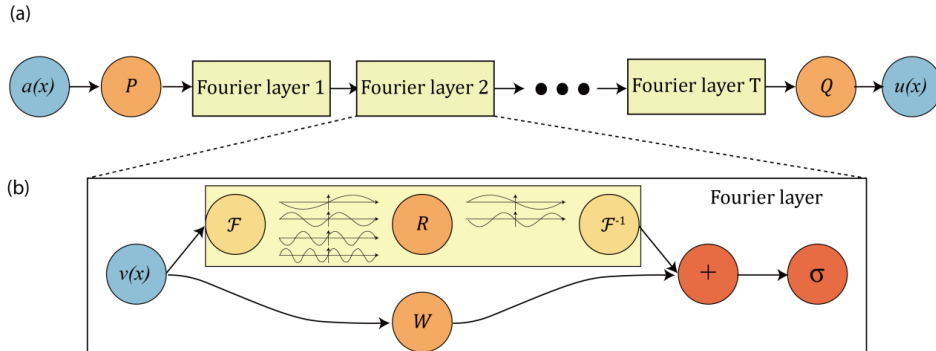 (a)
a(x) P Fourier layer 1 Fourier layer 2 Fourier layer T Q u(x)
(b)
Fourier layer
ℱ R ℱ⁻¹
v(x) + σ
W